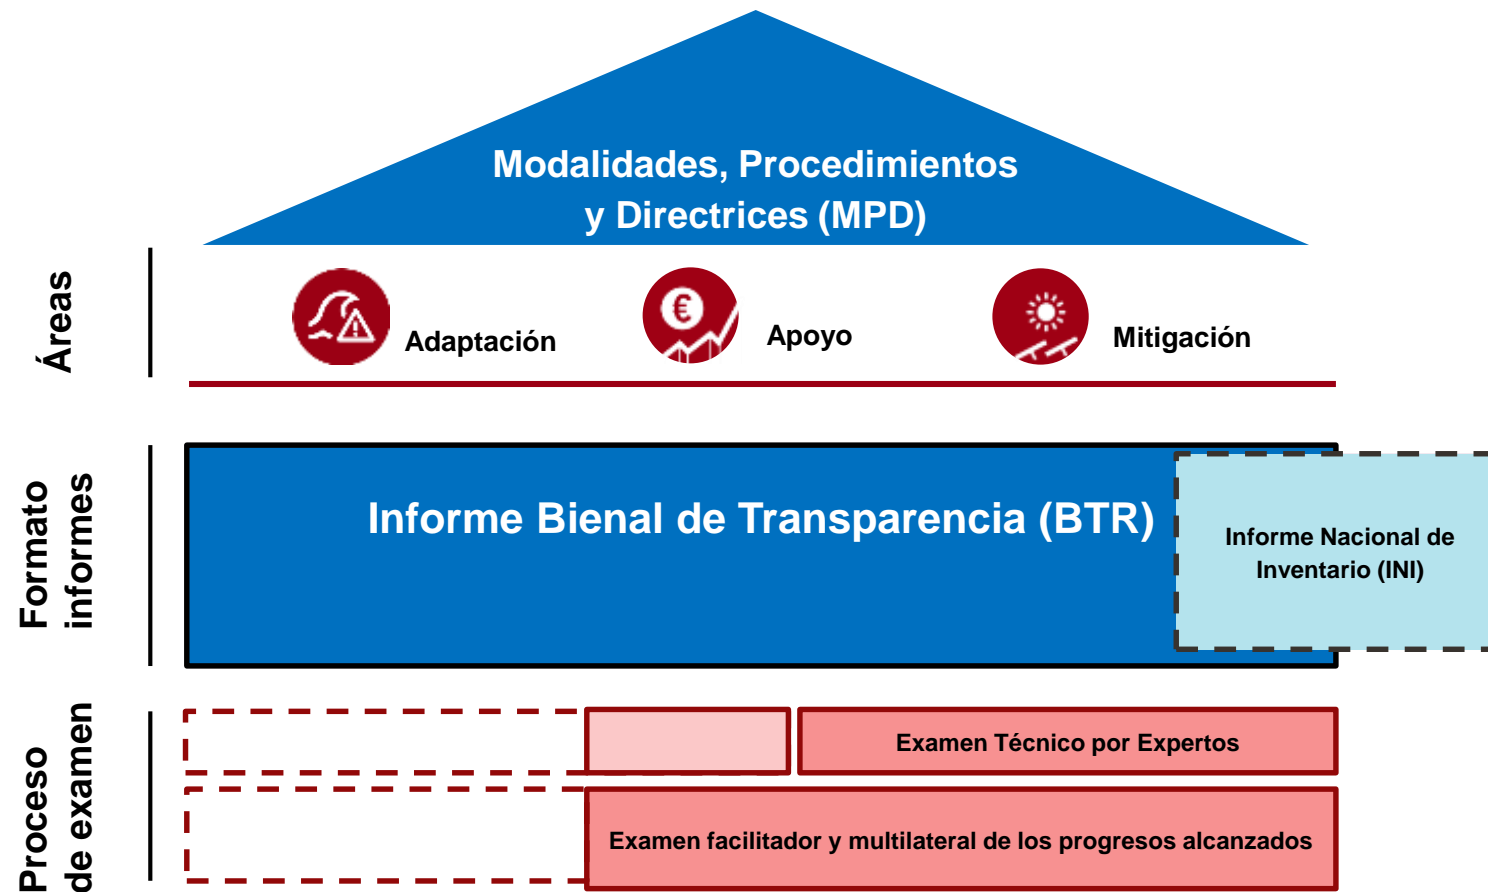 Modalidades, Procedimientos
y Directrices (MPD)
Áreas
Adaptación
€
Apoyo
Mitigación
Formato
informes
Informe Bienal de Transparencia (BTR)
Informe Nacional de
Inventario (INI)
Proceso
de examen
Examen Técnico por Expertos
Examen facilitador y multilateral de los progresos alcanzados